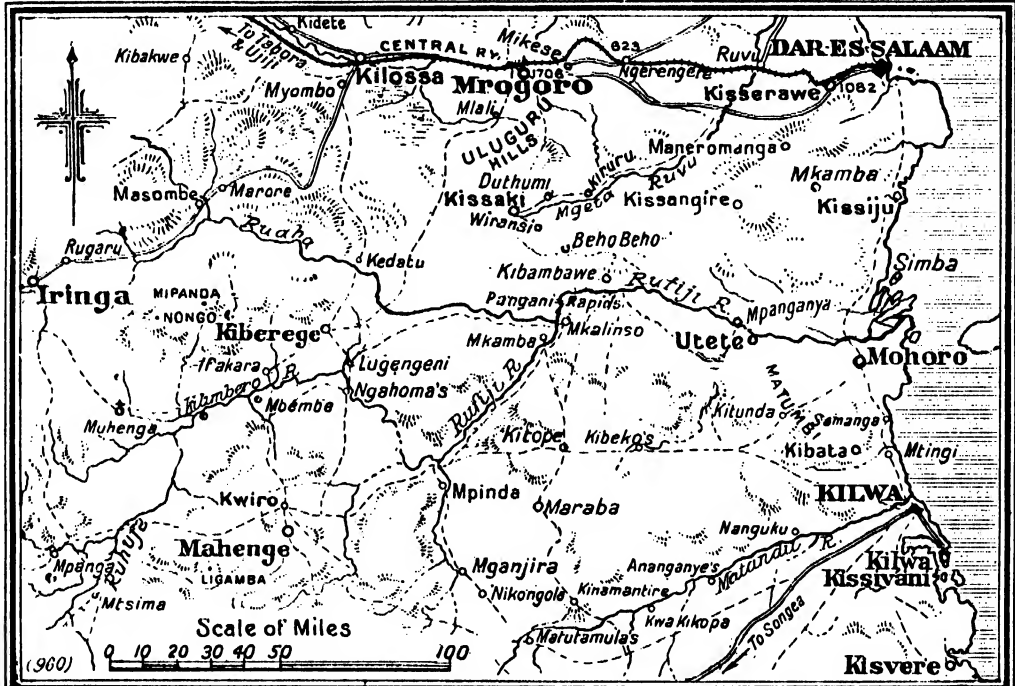 Kidete
To Tabora
& Ujiji
Kibakwe
CENTRAL RY.
Mikese
623
Ruvu
DAR-ES-SALAAM
Kilossa
1706
Ngerengere
Mrogoro
Kisserawe
1082
Myombo
Mlali
ULUGURU
HILLS
Maneromanga
Kiruru
Ruvu
Mkamba
Duthumi
Masombe
Marore
Kissaki
Mgeta
Kissangire
Kissiju
Wiransi
Ruaha
Beho Beho
Rugaru
Kedatu
Simba
Kibambawe
Iringa
Rufiji R.
MIPANDA
Pangani Rapids
Mpanganya
NONGO
Kiberege
Mkalinso
Mkamba
Utete
Mohoro
Ifakara
Lugengeni
Kilimbero R.
Ngahoma's
Rufiji R.
MATUMBI
Mbemba
Kitunda
Samanga
Muhenga
Kitope
Kibeko's
Kibata
Mtingi
Mpinda
KILWA
Kwiro
Maraba
Nanguku
Mahenge
Matandu R.
Ruhuje
Ananganye's
Kilwa
Mpanga
Mganjira
Kissivani
LIGAMBA
Kinamantire
Mtsima
Nikongola
Kwa Kikopa
To Songea
Scale of Miles
Matutamula's
(960)
0 10 20 30 40 50 100
Kisvere